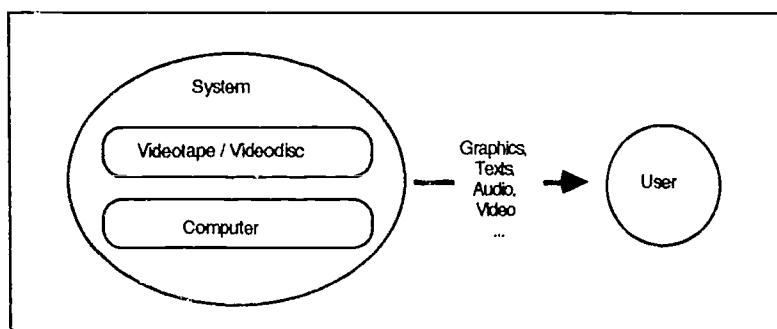 System
Videotape / Videodisc
Computer
Graphics,
Texts,
Audio,
Video
...
User